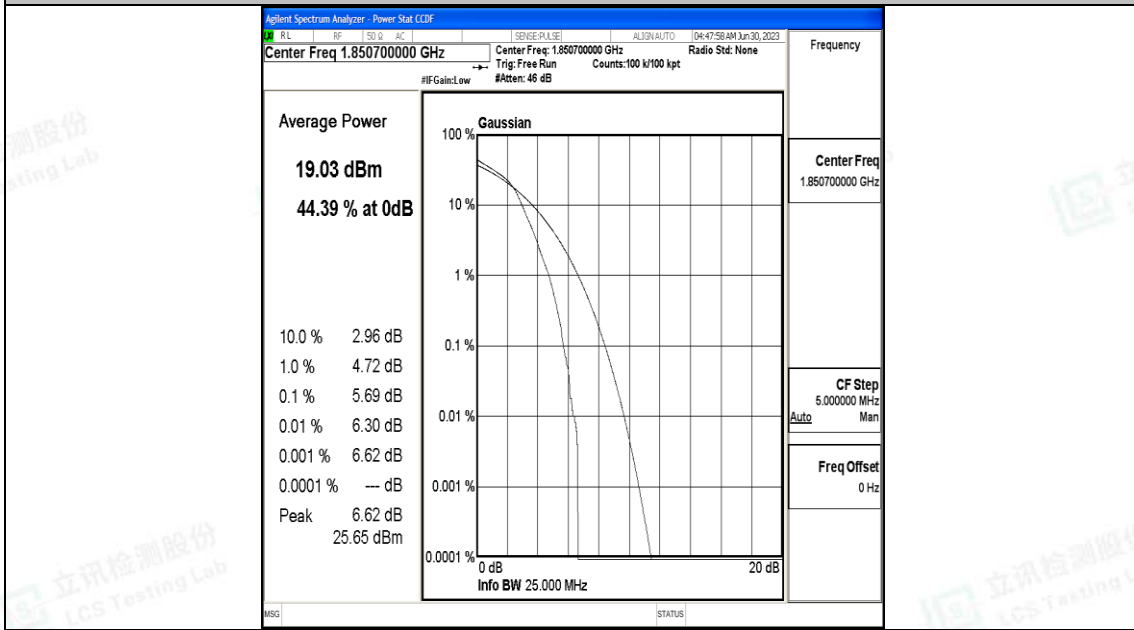 Agilent Spectrum Analyzer - Power Stat CCDF
RL RF 50 Ω AC SENSE:PULSE ALIGN AUTO 04:47:58 AM Jun 30, 2023
Center Freq 1.850700000 GHz
Center Freq: 1.850700000 GHz
Radio Std: None
Trig: Free Run Counts:100 k/100 kpt
#IFGain:Low
#Atten: 46 dB
Frequency
Average Power
19.03 dBm
44.39 % at 0dB
10.0 % 2.96 dB
1.0 % 4.72 dB
0.1 % 5.69 dB
0.01 % 6.30 dB
0.001 % 6.62 dB
0.0001 % --- dB
Peak 6.62 dB
25.65 dBm
Gaussian
100 %
10 %
1 %
0.1 %
0.01 %
0.001 %
0.0001 %
0 dB 20 dB
Info BW 25.000 MHz
Center Freq
1.850700000 GHz
CF Step
5.000000 MHz
Auto Man
Freq Offset
0 Hz
MSG STATUS
立讯检测股份
LCS Testing Lab
立讯检测股份